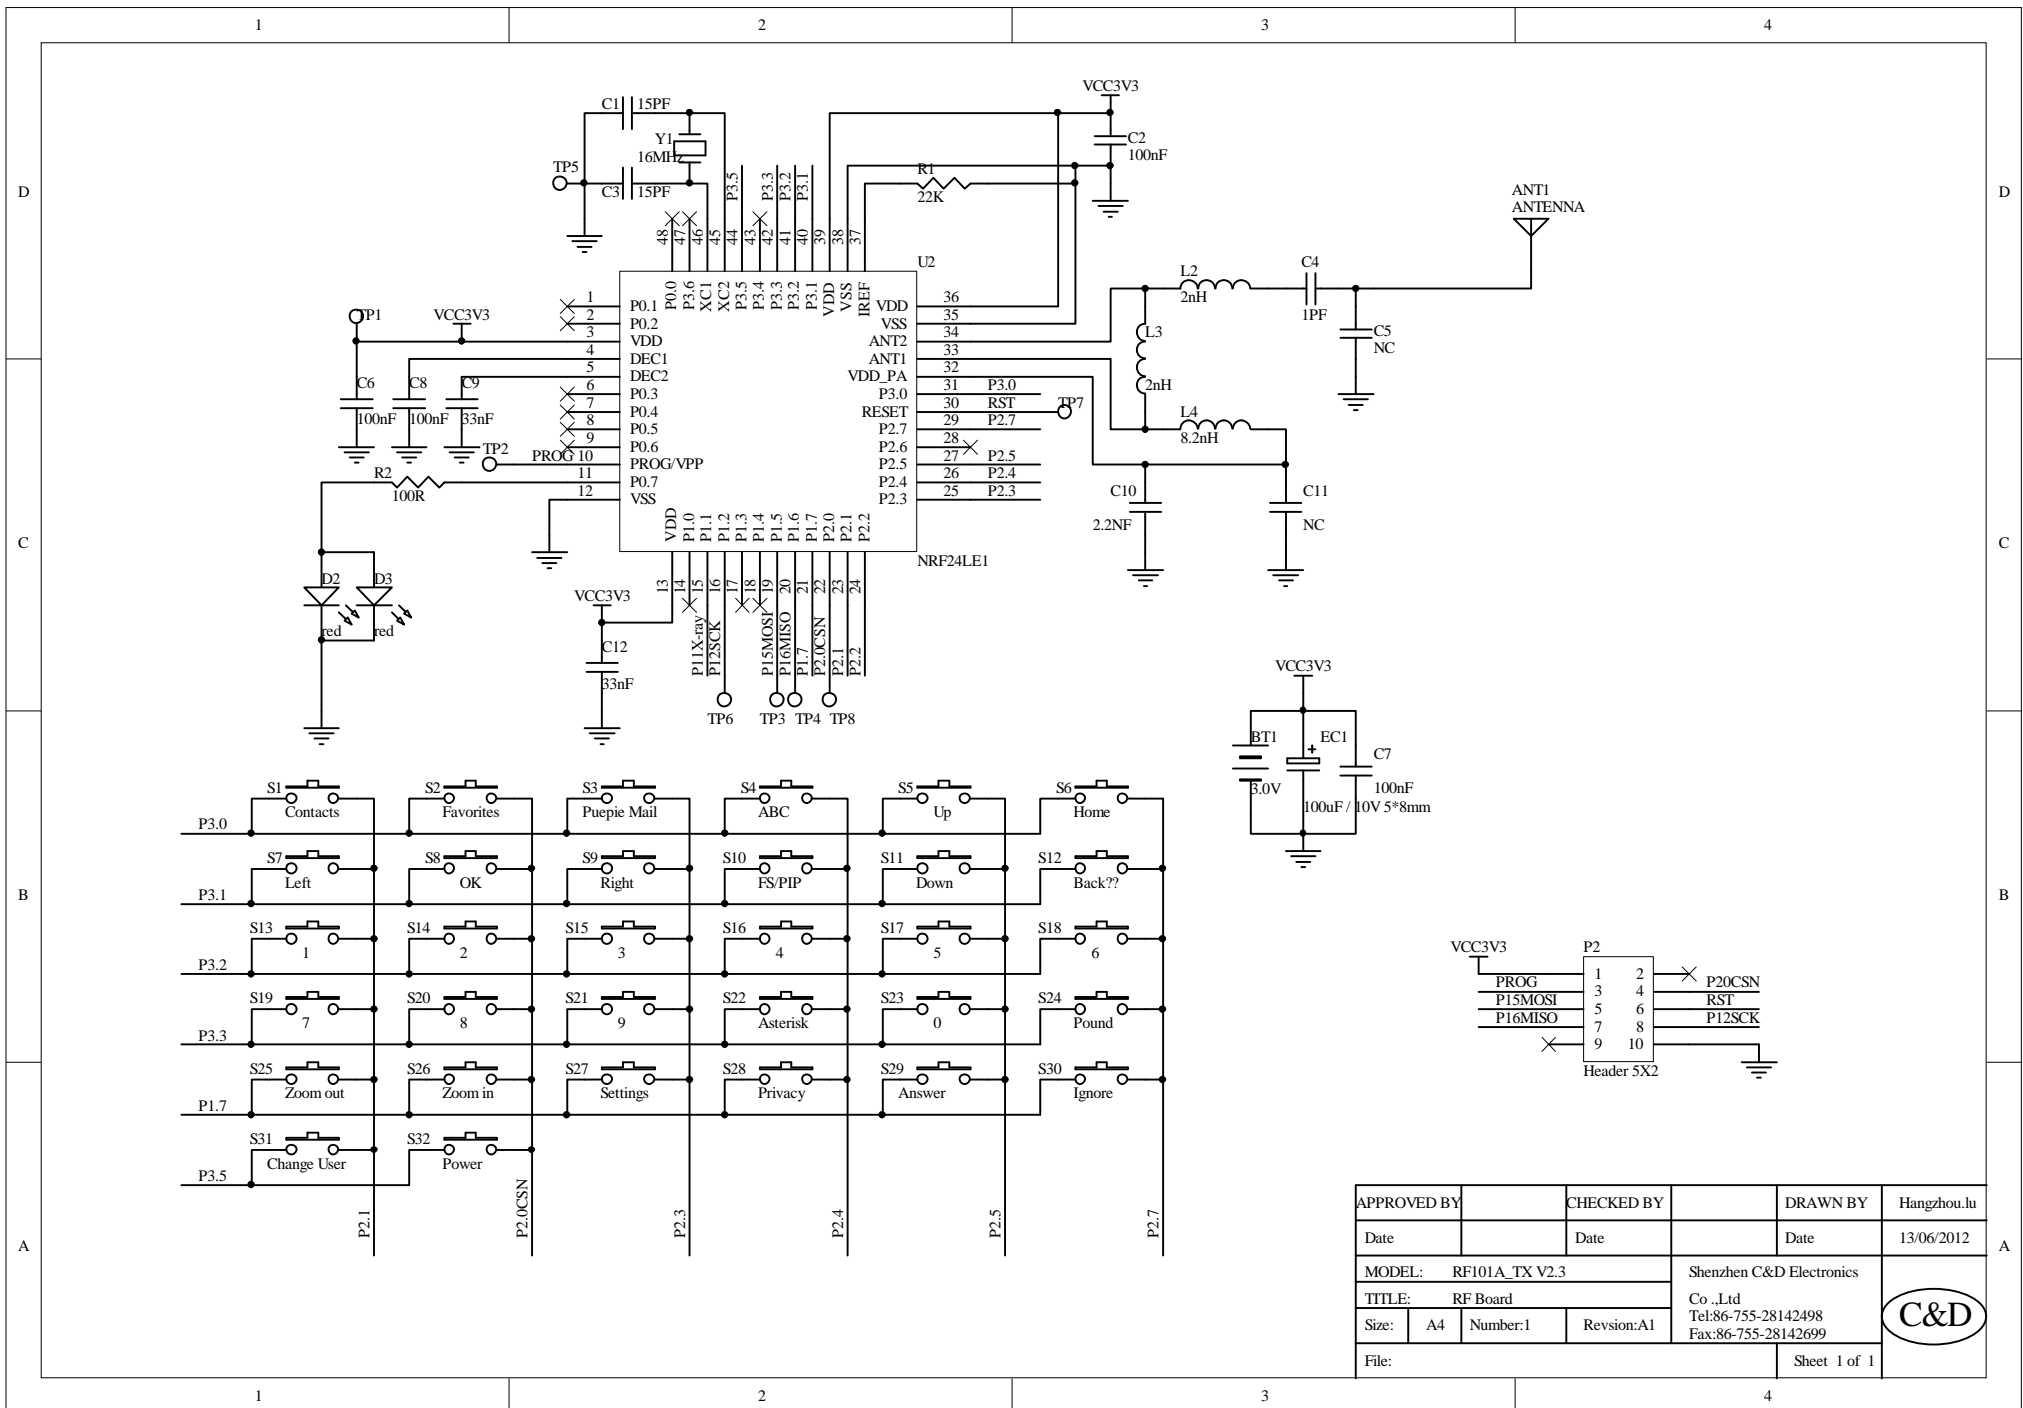 1 2 3 4
D D
C C
B B
A A
1 2 3 4
C1 15PF
Y1
16MHz
TP5
C3 15PF
P3.5
P3.3
P3.2
P3.1
48
47
46
45
44
43
42
41
40
39
38
37
VCC3V3
C2
100nF
R1
22K
ANT1
ANTENNA
U2
P0.0
P3.6
XC1
XC2
P3.5
P3.4
P3.3
P3.2
P3.1
VDD
VSS
IREF
1 P0.1
2 P0.2
3 VDD
4 DEC1
5 DEC2
6 P0.3
7 P0.4
8 P0.5
9 P0.6
PROG 10 PROG/VPP
11 P0.7
12 VSS
VDD 36
VSS 35
ANT2 34
ANT1 33
VDD_PA 32
P3.0 31 P3.0
RESET 30 RST
P2.7 29 P2.7
P2.6 28
P2.5 27 P2.5
P2.4 26 P2.4
P2.3 25 P2.3
TP7
VDD
P1.0
P1.1
P1.2
P1.3
P1.4
P1.5
P1.6
P1.7
P2.0
P2.1
P2.2
NRF24LE1
13
14
15
16
17
18
19
20
21
22
23
24
P11X-ray
P12SCK
P15MOSI
P16MISO
P1.7
P2.0CSN
P2.1
P2.2
TP6 TP3 TP4 TP8
TP1
VCC3V3
C6
100nF
C8
100nF
C9
33nF
TP2
R2
100R
D2
red
D3
red
VCC3V3
C12
33nF
L2
2nH
C4
1PF
L3
2nH
C5
NC
L4
8.2nH
C10
2.2NF
C11
NC
VCC3V3
BT1
3.0V
EC1
+
100uF / 10V 5*8mm
C7
100nF
S1 S2 S3 S4 S5 S6
Contacts Favorites Puepie Mail ABC Up Home
P3.0
S7 S8 S9 S10 S11 S12
Left OK Right FS/PIP Down Back??
P3.1
S13 S14 S15 S16 S17 S18
1 2 3 4 5 6
P3.2
S19 S20 S21 S22 S23 S24
7 8 9 Asterisk 0 Pound
P3.3
S25 S26 S27 S28 S29 S30
Zoom out Zoom in Settings Privacy Answer Ignore
P1.7
S31 S32
Change User Power
P3.5
P2.1
P2.0CSN
P2.3
P2.4
P2.5
P2.7
VCC3V3 P2
1 2
PROG 3 4 P20CSN
P15MOSI 5 6 RST
P16MISO 7 8 P12SCK
9 10
Header 5X2
APPROVED BY CHECKED BY DRAWN BY Hangzhou.lu
Date Date Date 13/06/2012
MODEL: RF101A_TX V2.3
TITLE: RF Board
Size: A4 Number:1 Revsion:A1
File:
Shenzhen C&D Electronics
Co .,Ltd
Tel:86-755-28142498
Fax:86-755-28142699
Sheet 1 of 1
C&D